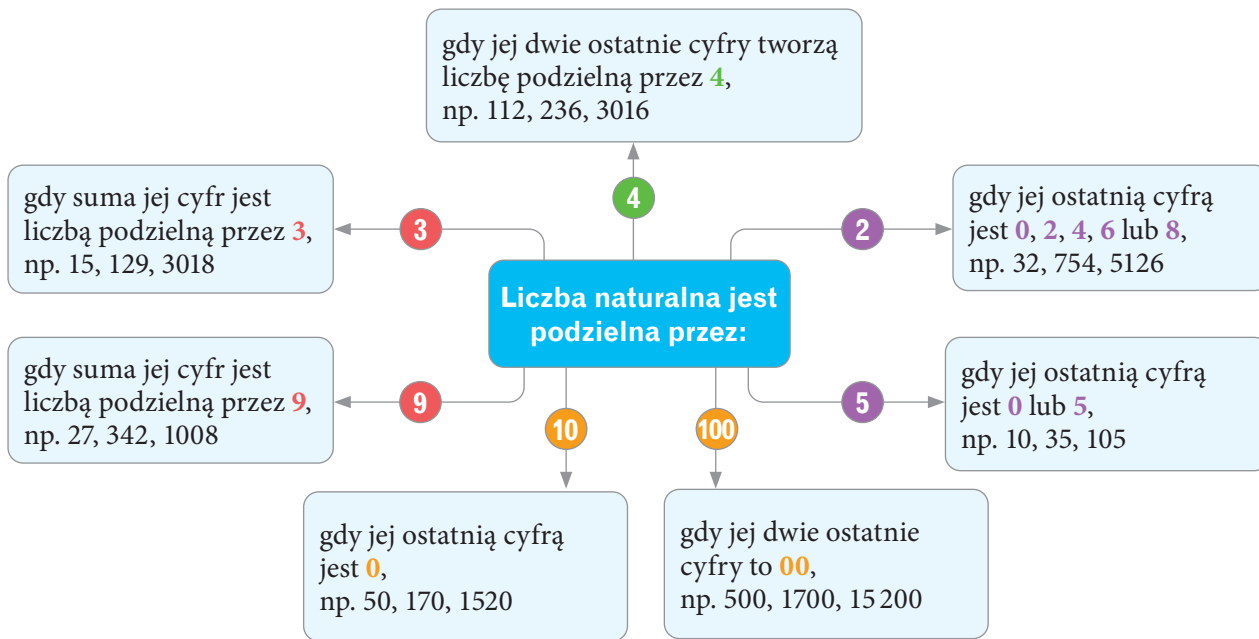 gdy jej dwie ostatnie cyfry tworzą
liczbę podzielną przez 4,
np. 112, 236, 3016
4
gdy suma jej cyfr jest
liczbą podzielną przez 3,
np. 15, 129, 3018
3
2
gdy jej ostatnią cyfrą
jest 0, 2, 4, 6 lub 8,
np. 32, 754, 5126
Liczba naturalna jest
podzielna przez:
gdy suma jej cyfr jest
liczbą podzielną przez 9,
np. 27, 342, 1008
9
10
100
5
gdy jej ostatnią cyfrą
jest 0 lub 5,
np. 10, 35, 105
gdy jej ostatnią cyfrą
jest 0,
np. 50, 170, 1520
gdy jej dwie ostatnie
cyfry to 00,
np. 500, 1700, 15 200